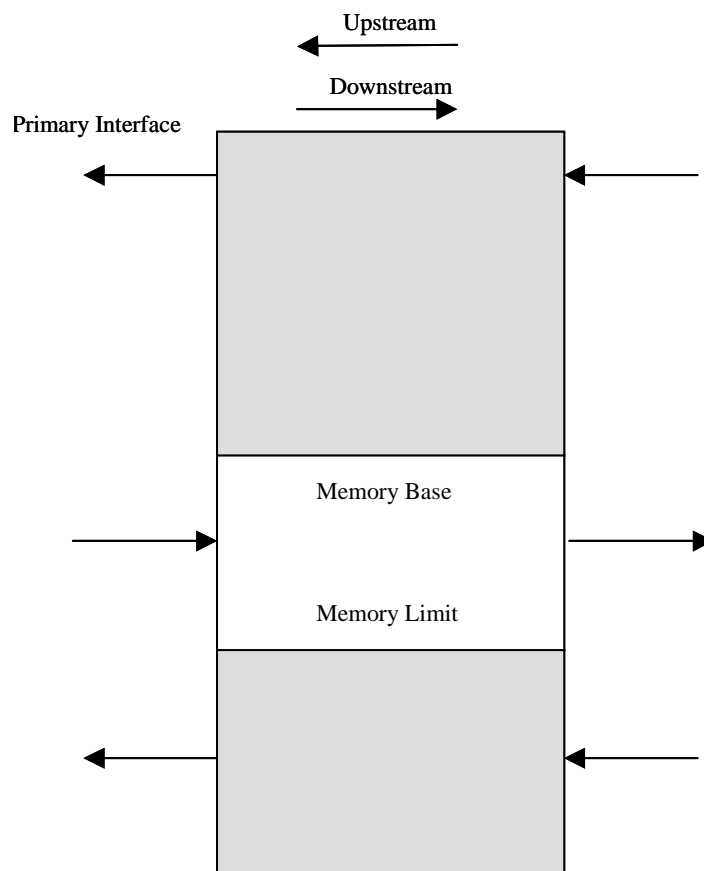 Upstream
Downstream
Primary Interface
Memory Base
Memory Limit